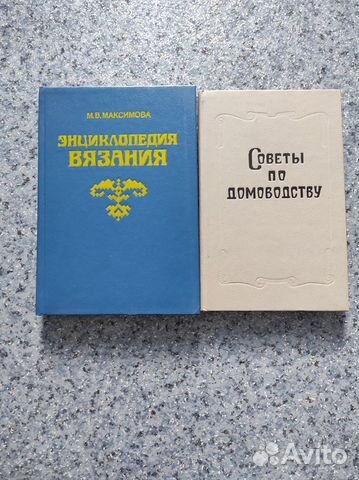 М.В.МАКСИМОВА
ЭНЦИКЛОПЕДИЯ
ВЯЗАНИЯ
СОВЕТЫ
ПО
ДОМОВОДСТВУ
Avito